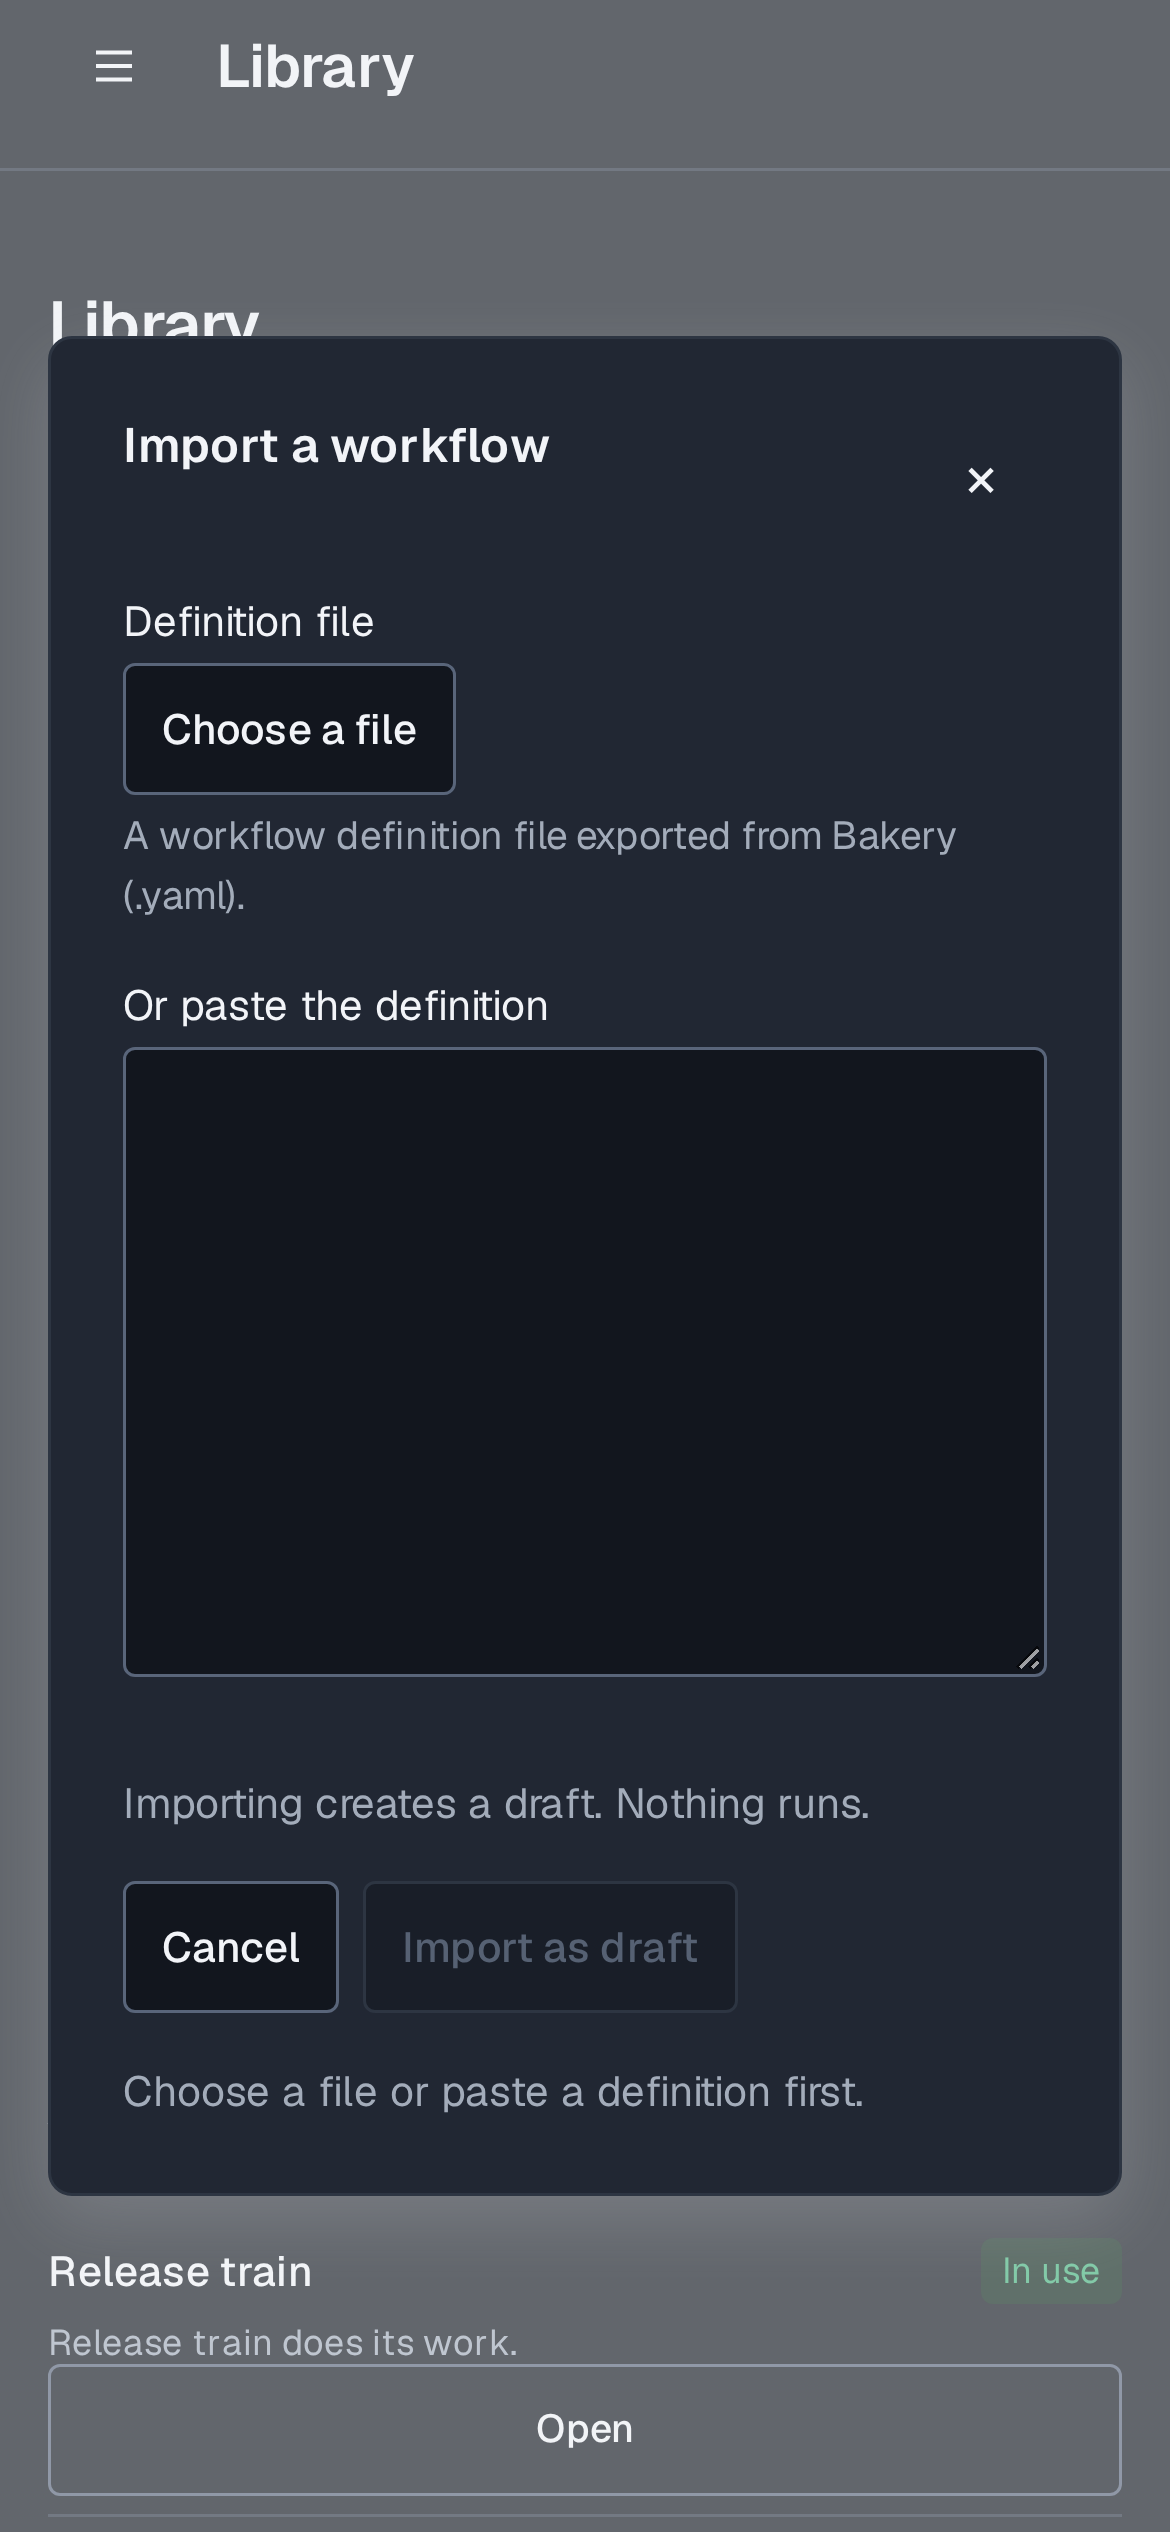 Library
Library
Import a workflow
Definition file
Choose a file
A workflow definition file exported from Bakery
(.yaml).
Or paste the definition
Importing creates a draft. Nothing runs.
Cancel
Import as draft
Choose a file or paste a definition first.
Release train
In use
Release train does its work.
Open